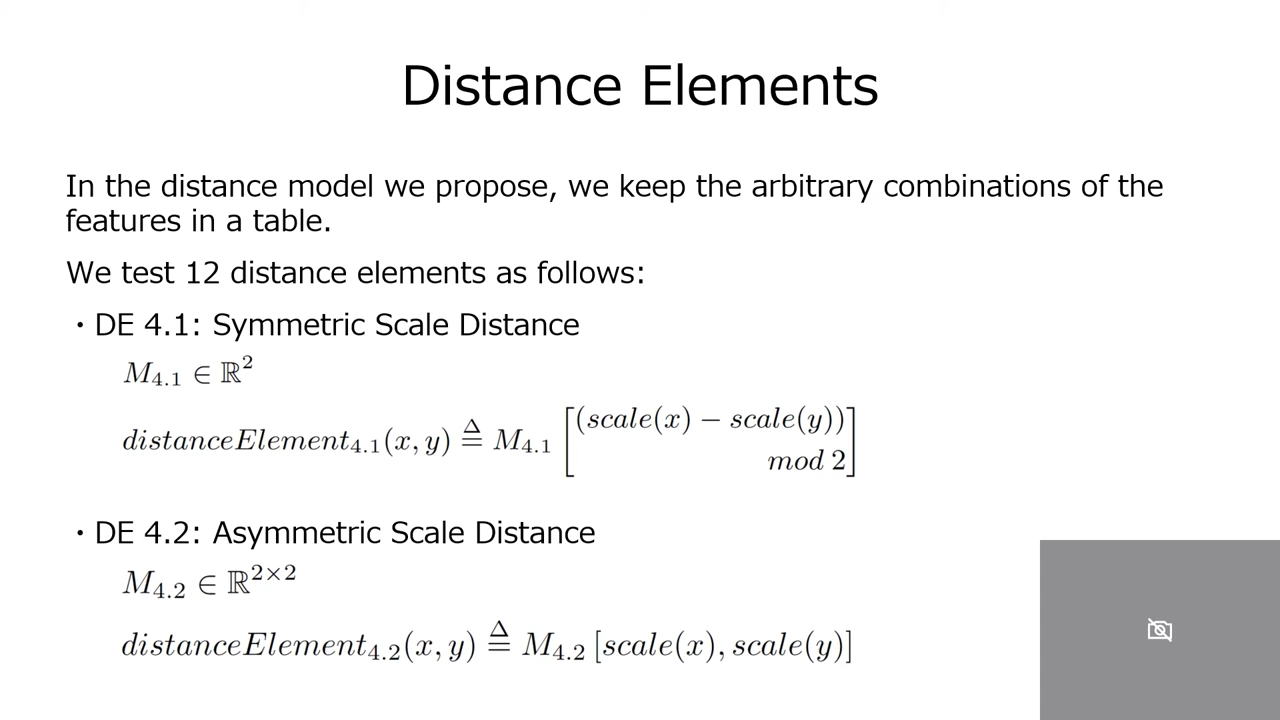 Distance Elements
In the distance model we propose, we keep the arbitrary combinations of the
features in a table.
We test 12 distance elements as follows:
・DE 4.1: Symmetric Scale Distance
M₄.₁ ∈ ℝ²
distanceElement₄.₁(x, y) ≜ M₄.₁ [(scale(x) − scale(y))
mod 2]
・DE 4.2: Asymmetric Scale Distance
M₄.₂ ∈ ℝ²ˣ²
distanceElement₄.₂(x, y) ≜ M₄.₂ [scale(x), scale(y)]